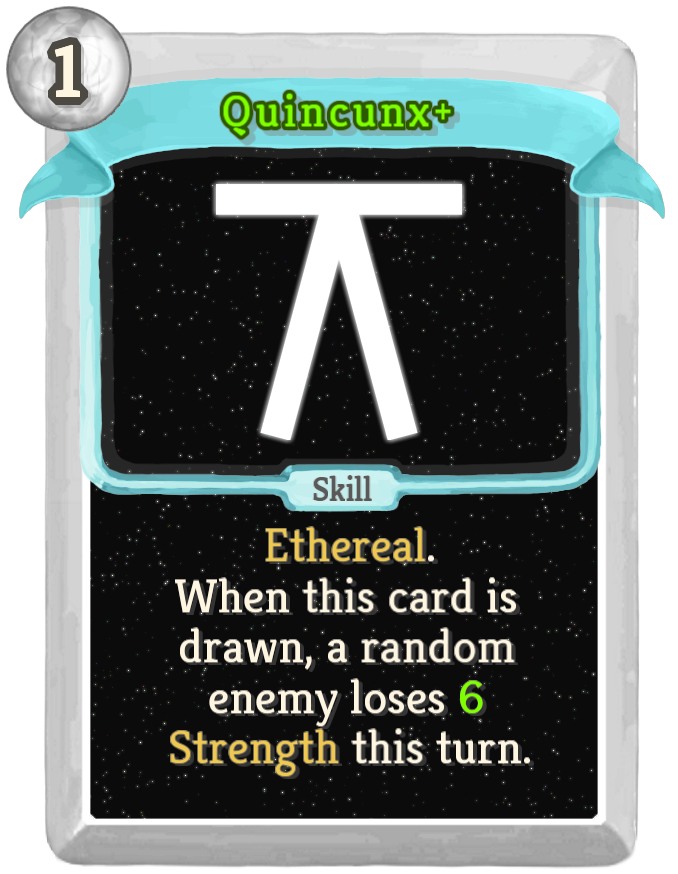 1
Quincunx+
Skill
Ethereal.
When this card is
drawn, a random
enemy loses 6
Strength this turn.